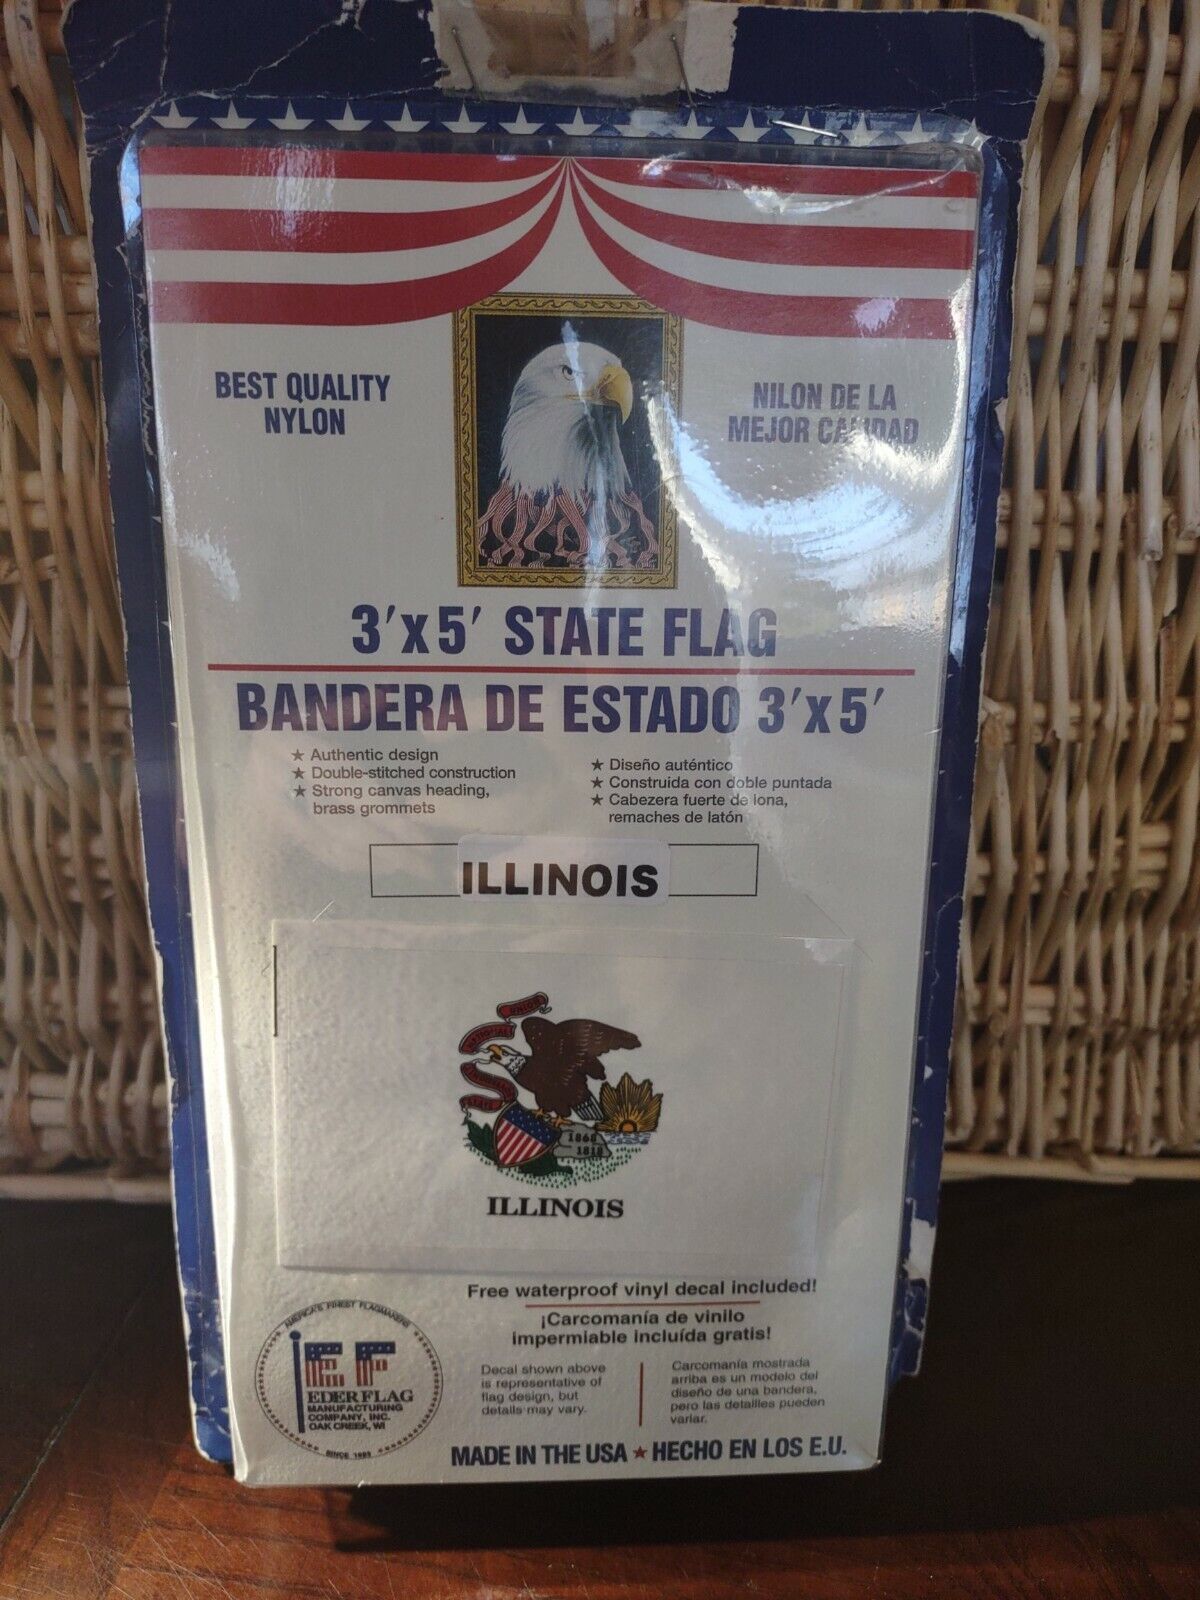 BEST QUALITY
NYLON
NILON DE LA
MEJOR CALIDAD
3'x5' STATE FLAG
BANDERA DE ESTADO 3'x5'
★ Authentic design
★ Double-stitched construction
★ Strong canvas heading,
brass grommets
★ Diseño auténtico
★ Construida con doble puntada
★ Cabezera fuerte de lona,
remaches de latón
ILLINOIS
UNION
NATIONAL
STATE
1868
1818
ILLINOIS
Free waterproof vinyl decal included!
¡Carcomanía de vinilo
impermiable incluída gratis!
Decal shown above
is representative of
flag design, but
details may vary.
Carcomanía mostrada
arriba es un modelo del
diseño de una bandera,
pero las detailles pueden
variar.
AMERICA'S FINEST FLAGMAKERS
EF
EDER FLAG
MANUFACTURING
COMPANY, INC.
OAK CREEK, WI
MADE IN THE USA ★ HECHO EN LOS E.U.